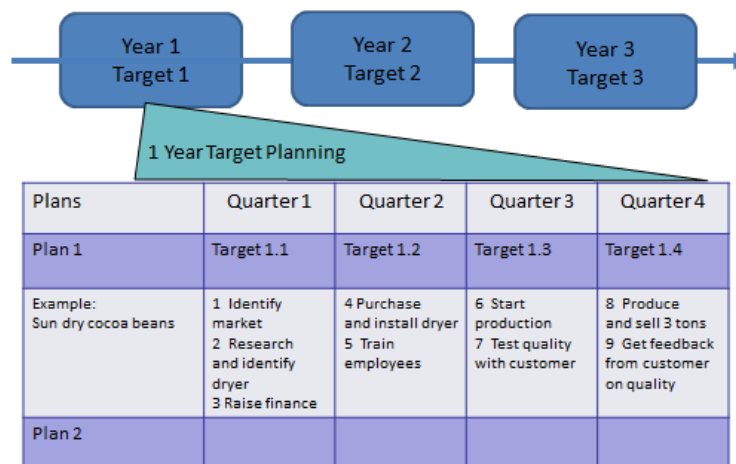 Year 1
Target 1
Year 2
Target 2
Year 3
Target 3
1 Year Target Planning
Plans
Quarter 1
Quarter 2
Quarter 3
Quarter 4
Plan 1
Target 1.1
Target 1.2
Target 1.3
Target 1.4
Example:
Sun dry cocoa beans
1 Identify
market
2 Research
and identify
dryer
3 Raise finance
4 Purchase
and install dryer
5 Train
employees
6 Start
production
7 Test quality
with customer
8 Produce
and sell 3 tons
9 Get feedback
from customer
on quality
Plan 2